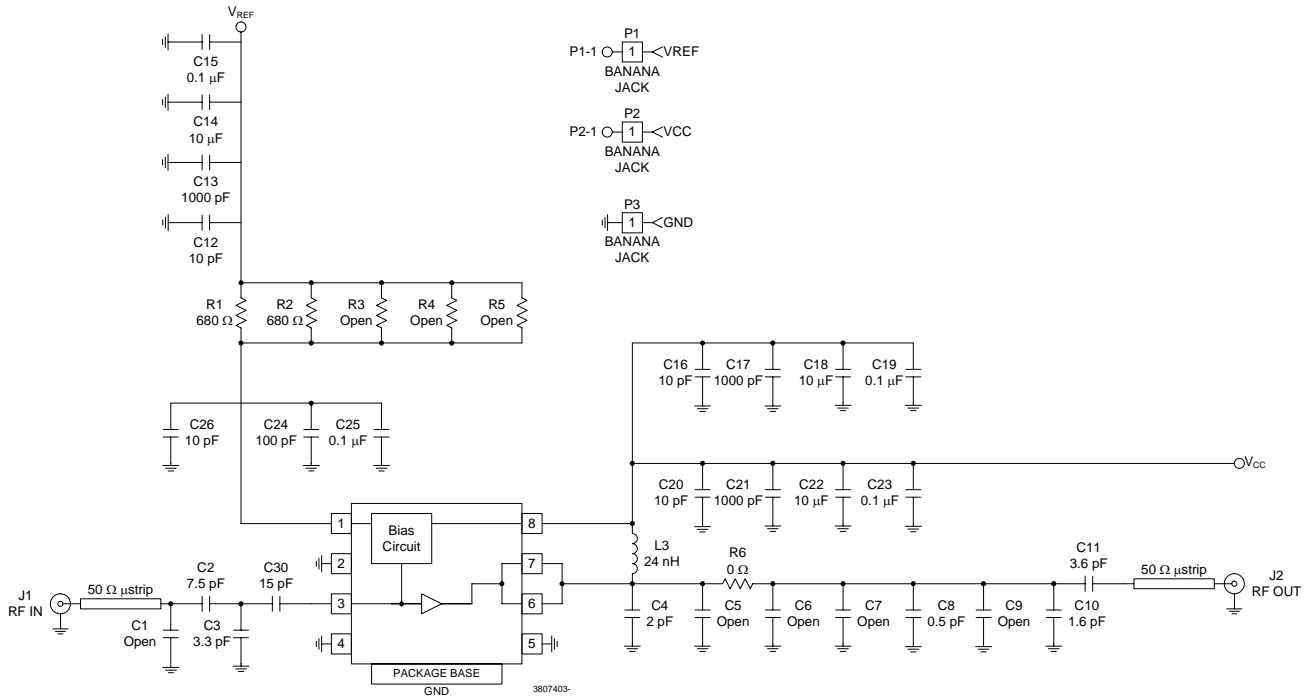 VREF
C15
0.1 µF
C14
10 µF
C13
1000 pF
C12
10 pF
P1
P1-1 1 VREF
BANANA
JACK
P2
P2-1 1 VCC
BANANA
JACK
P3
1 GND
BANANA
JACK
R1
680 Ω
R2
680 Ω
R3
Open
R4
Open
R5
Open
C26
10 pF
C24
100 pF
C25
0.1 µF
C16
10 pF
C17
1000 pF
C18
10 µF
C19
0.1 µF
C20
10 pF
C21
1000 pF
C22
10 µF
C23
0.1 µF
VCC
1
2
3
4
Bias
Circuit
8
7
6
5
PACKAGE BASE
GND
3807403-
J1
RF IN
50 Ω µstrip
C1
Open
C2
7.5 pF
C3
3.3 pF
C30
15 pF
L3
24 nH
R6
0 Ω
C4
2 pF
C5
Open
C6
Open
C7
Open
C8
0.5 pF
C9
Open
C10
1.6 pF
C11
3.6 pF
50 Ω µstrip
J2
RF OUT